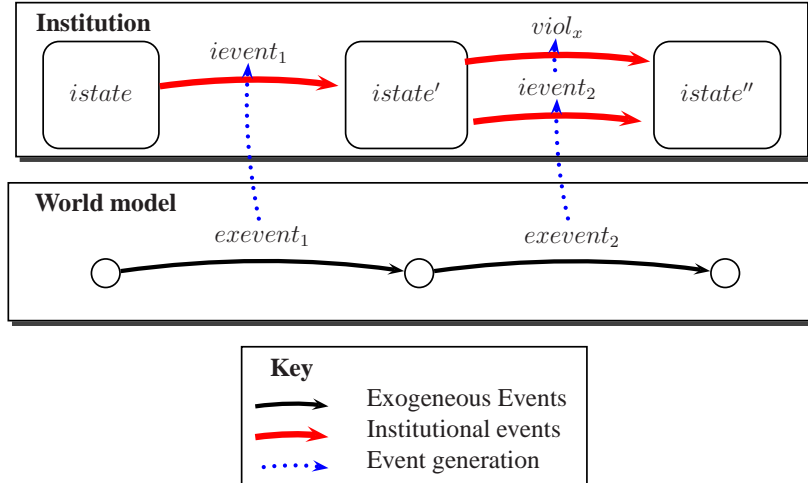 Institution
ievent₁
viol_x
istate
istate′
ievent₂
istate″
World model
exevent₁
exevent₂
Key
Exogeneous Events
Institutional events
Event generation